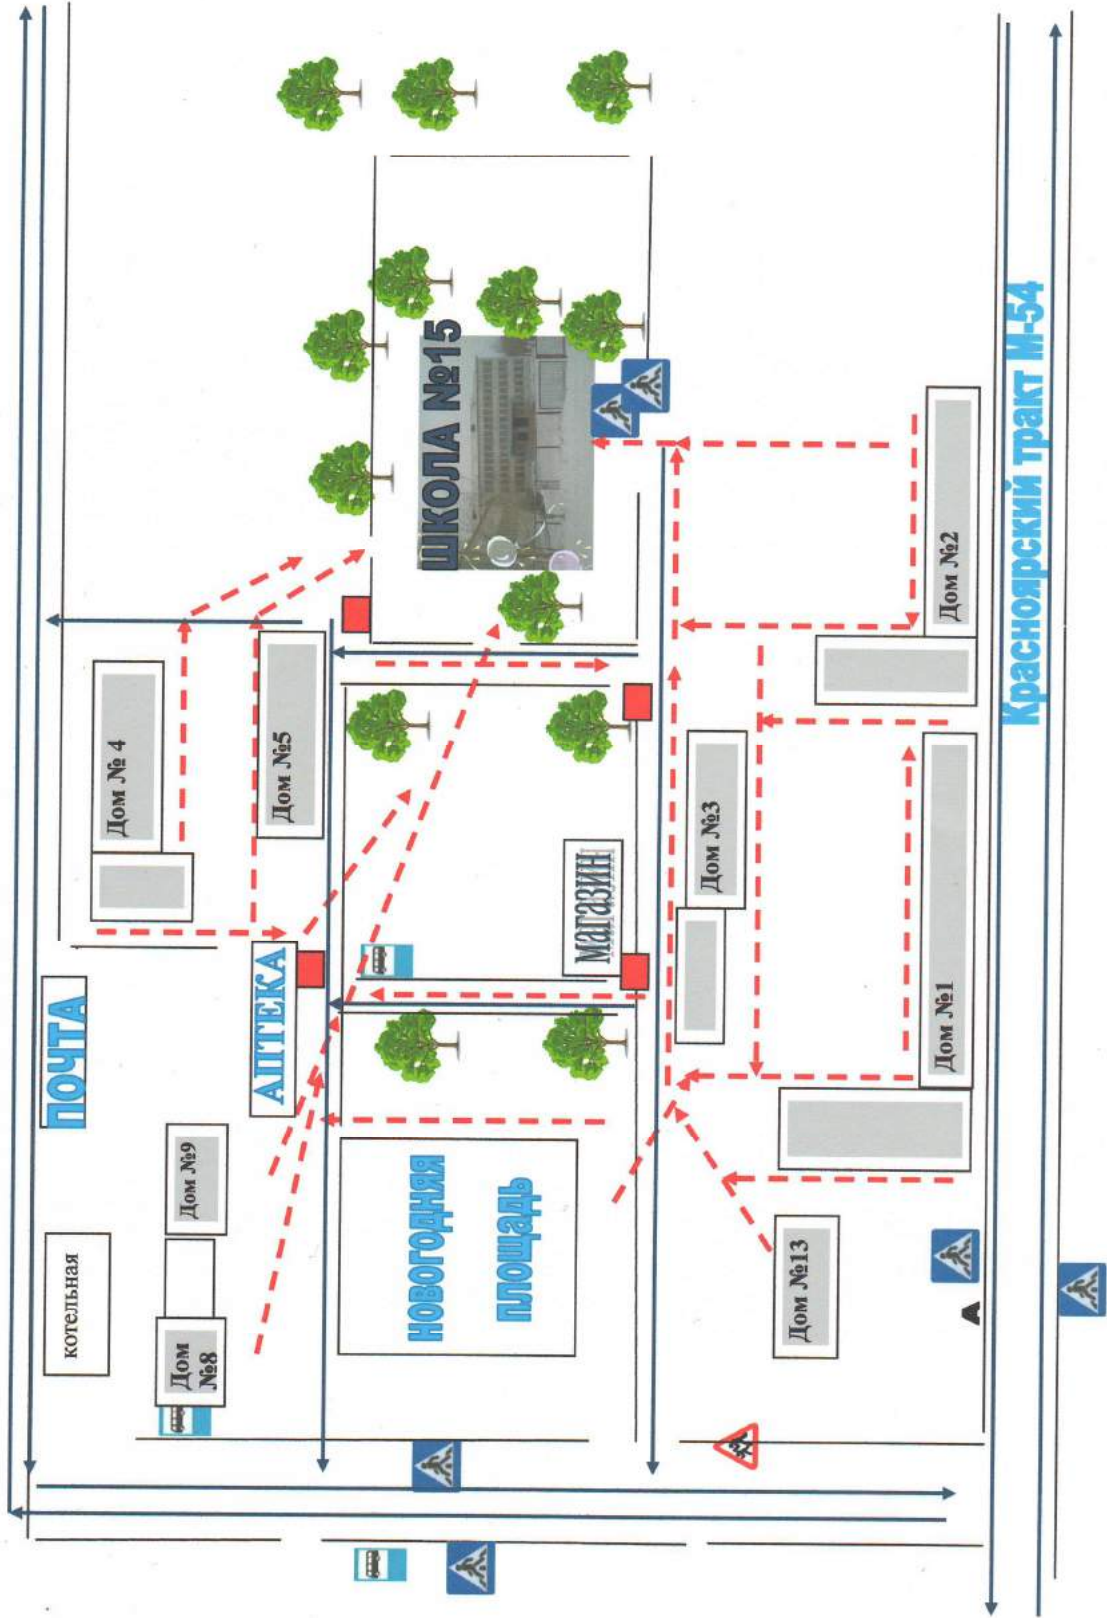 ПОЧТА
котельная
Дом № 4
Дом №9
Дом
№8
АПТЕКА
Дом №5
ШКОЛА №15
НОВОГОДНЯЯ
ПЛОЩАДЬ
магазин
Дом №3
Дом №13
А
Дом №1
Дом №2
Красноярский тракт М-54